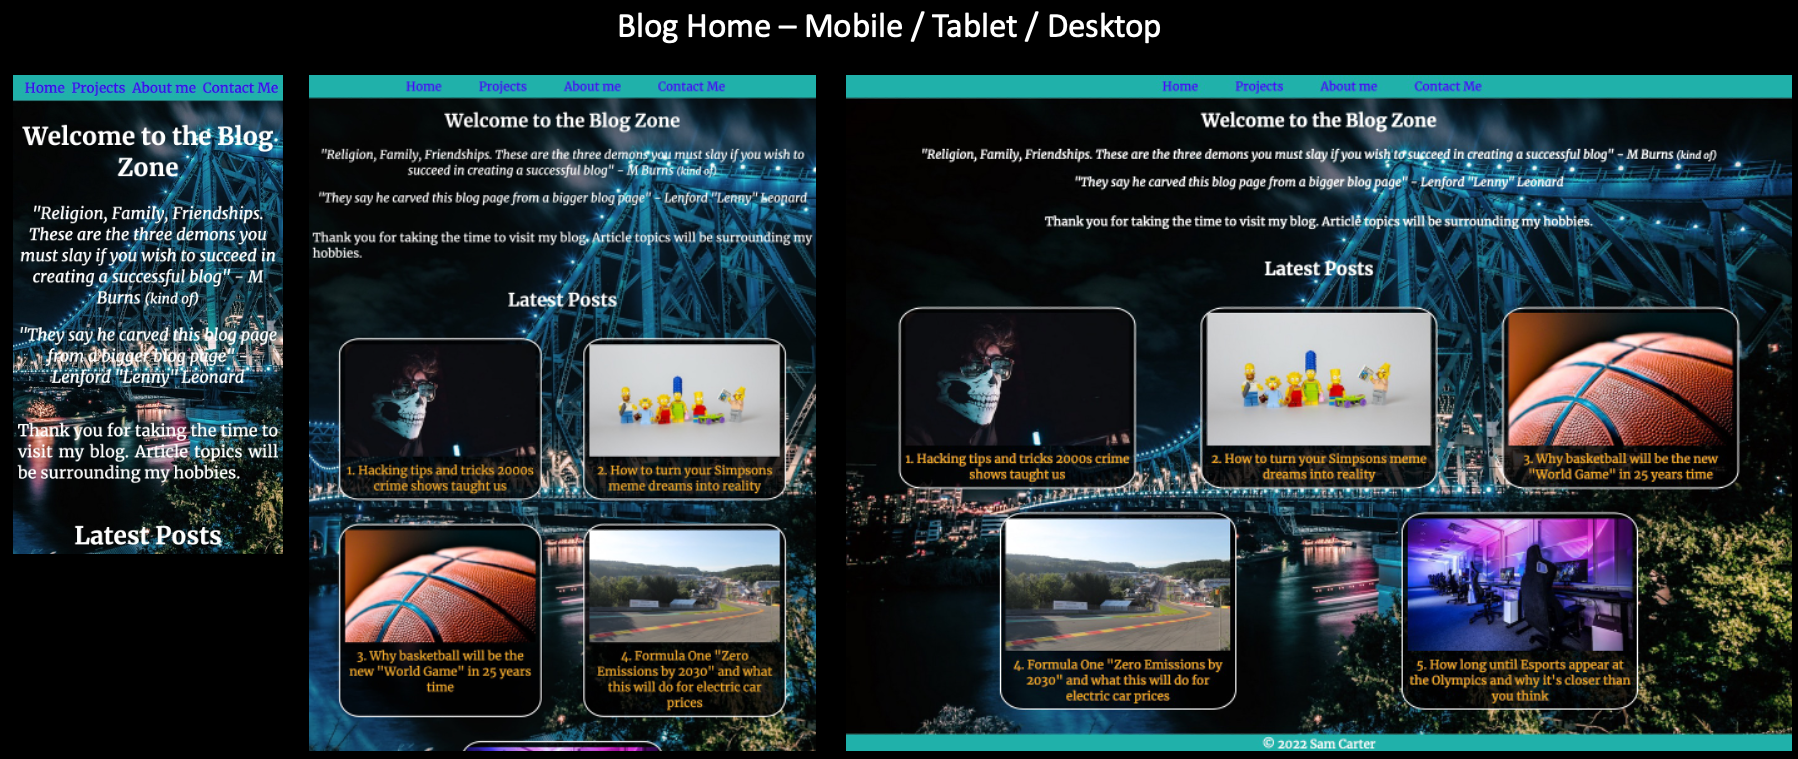 Blog Home – Mobile / Tablet / Desktop
Home Projects About me Contact Me
Welcome to the Blog
Zone
"Religion, Family, Friendships.
These are the three demons you
must slay if you wish to succeed in
creating a successful blog" - M
Burns (kind of)
"They say he carved this blog page
from a bigger blog page" -
Lenford "Lenny" Leonard
Thank you for taking the time to
visit my blog. Article topics will
be surrounding my hobbies.
Latest Posts
Home Projects About me Contact Me
Welcome to the Blog Zone
"Religion, Family, Friendships. These are the three demons you must slay if you wish to
succeed in creating a successful blog" - M Burns (kind of)
"They say he carved this blog page from a bigger blog page" - Lenford "Lenny" Leonard
Thank you for taking the time to visit my blog. Article topics will be surrounding my
hobbies.
Latest Posts
1. Hacking tips and tricks 2000s
crime shows taught us
2. How to turn your Simpsons
meme dreams into reality
3. Why basketball will be the
new "World Game" in 25 years
time
4. Formula One "Zero
Emissions by 2030" and what
this will do for electric car
prices
Home Projects About me Contact Me
Welcome to the Blog Zone
"Religion, Family, Friendships. These are the three demons you must slay if you wish to succeed in creating a successful blog" - M Burns (kind of)
"They say he carved this blog page from a bigger blog page" - Lenford "Lenny" Leonard
Thank you for taking the time to visit my blog. Article topics will be surrounding my hobbies.
Latest Posts
1. Hacking tips and tricks 2000s crime
shows taught us
2. How to turn your Simpsons meme
dreams into reality
3. Why basketball will be the new
"World Game" in 25 years time
4. Formula One "Zero Emissions by
2030" and what this will do for
electric car prices
5. How long until Esports appear at
the Olympics and why it's closer than
you think
© 2022 Sam Carter